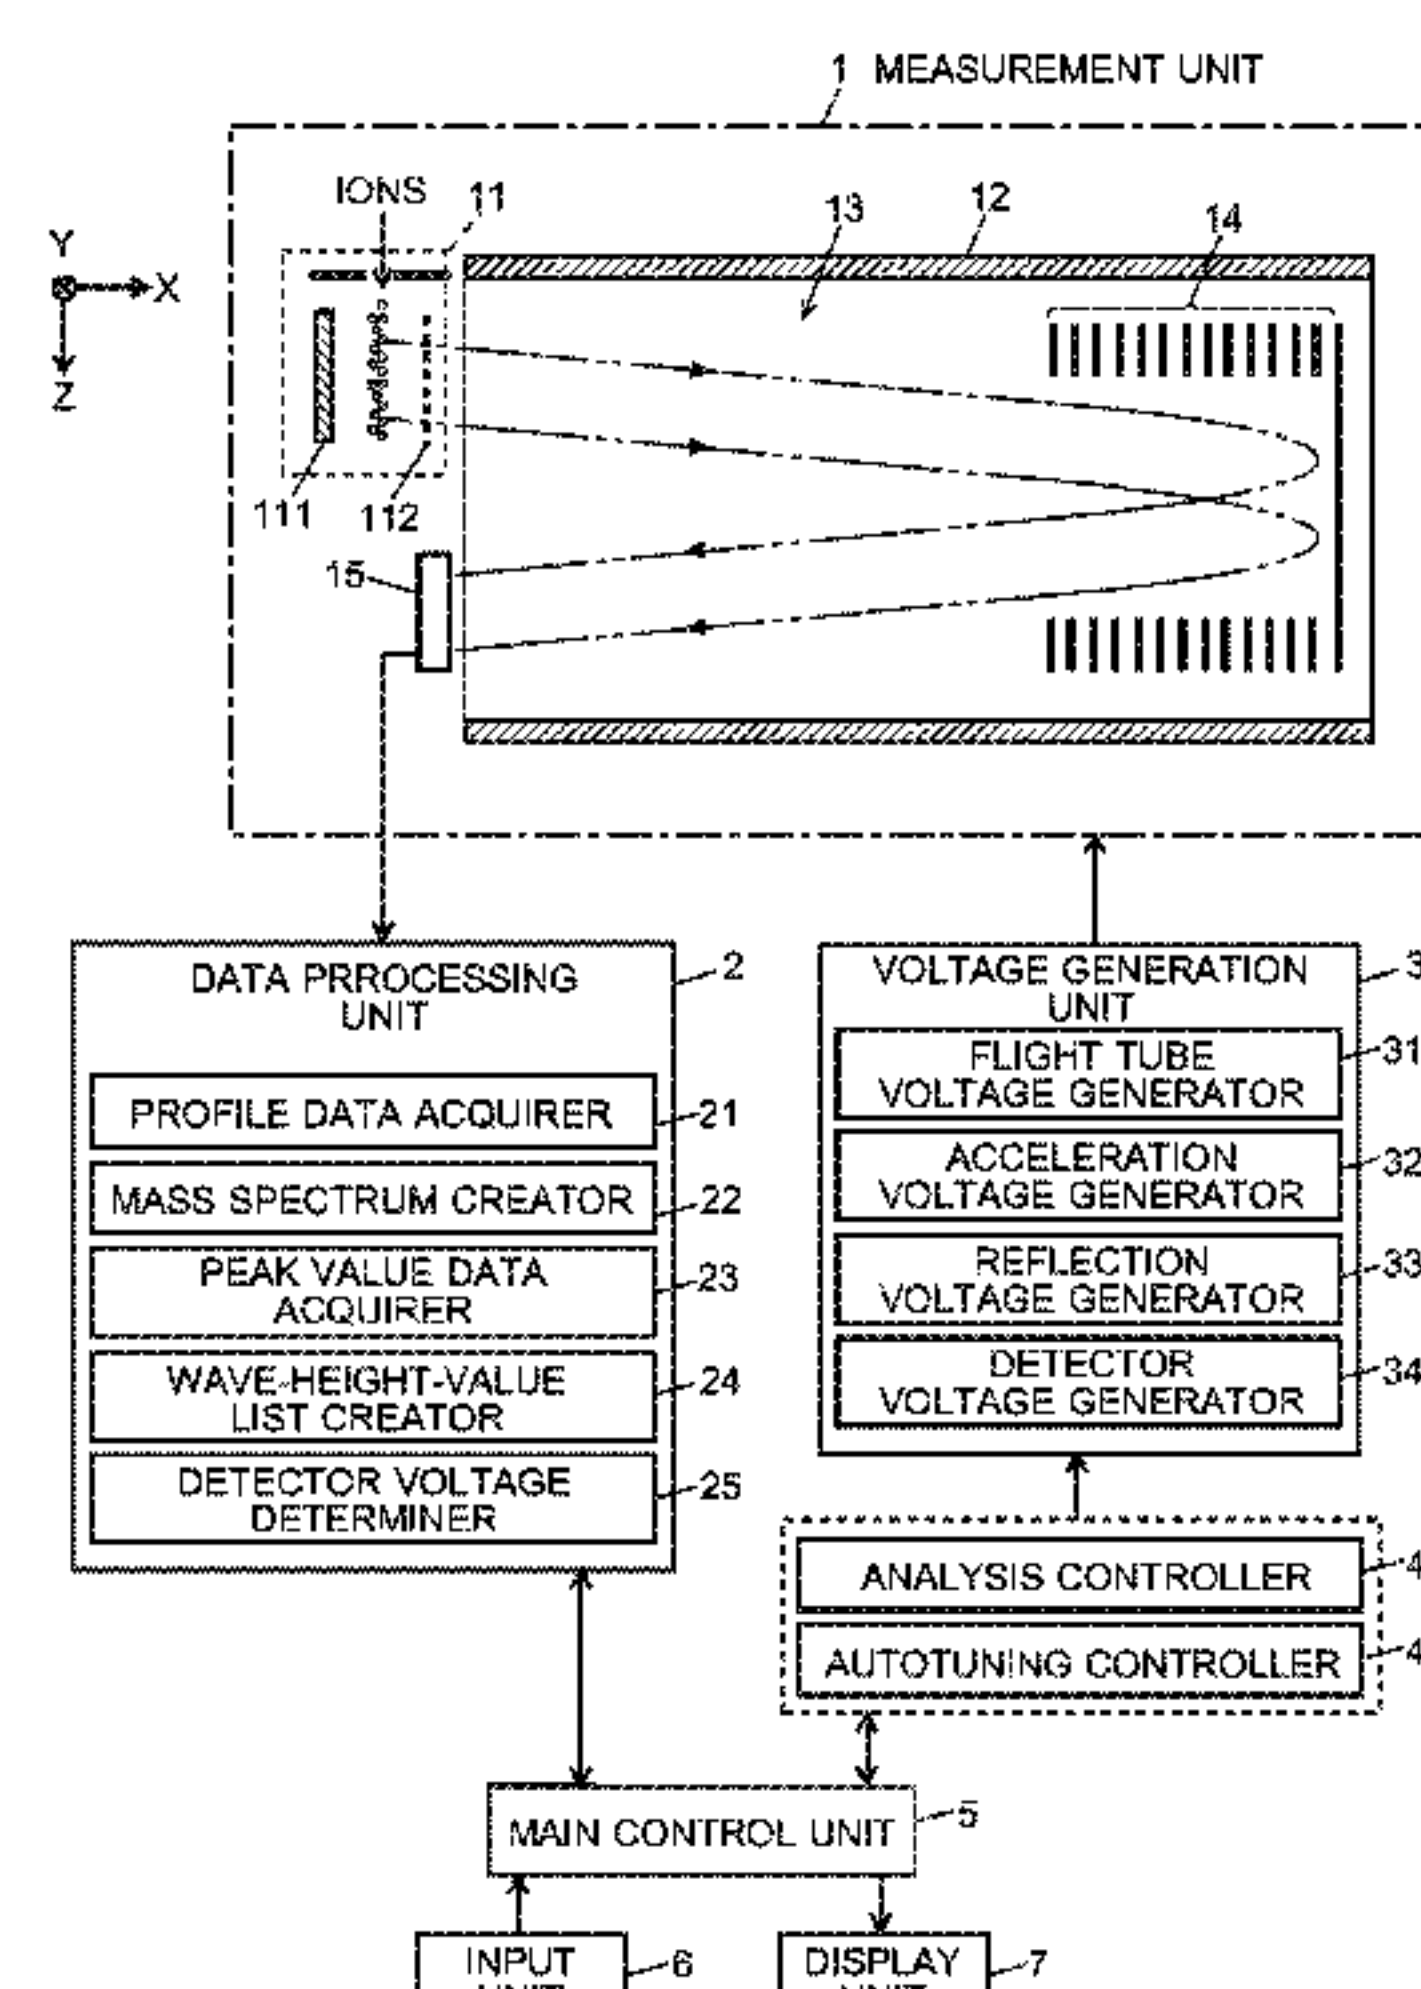 1 MEASUREMENT UNIT
IONS
11
12
13
14
Y
X
Z
111
112
15
DATA PRROCESSING
UNIT
2
PROFILE DATA ACQUIRER
21
MASS SPECTRUM CREATOR
22
PEAK VALUE DATA
ACQUIRER
23
WAVE-HEIGHT-VALUE
LIST CREATOR
24
DETECTOR VOLTAGE
DETERMINER
25
VOLTAGE GENERATION
UNIT
3
FLIGHT TUBE
VOLTAGE GENERATOR
31
ACCELERATION
VOLTAGE GENERATOR
32
REFLECTION
VOLTAGE GENERATOR
33
DETECTOR
VOLTAGE GENERATOR
34
ANALYSIS CONTROLLER
4
AUTOTUNING CONTROLLER
4
MAIN CONTROL UNIT
5
INPUT
6
DISPLAY
7